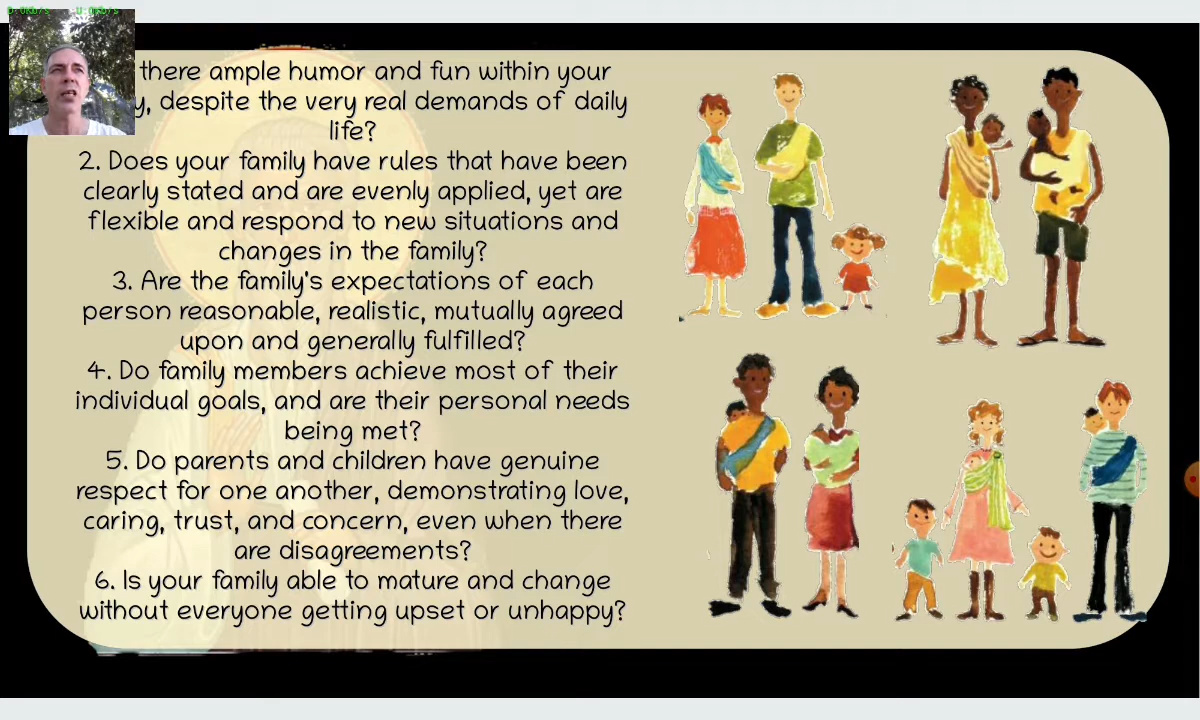 D:0KB/s U:0KB/s
there ample humor and fun within your
y, despite the very real demands of daily
life?
2. Does your family have rules that have been
clearly stated and are evenly applied, yet are
flexible and respond to new situations and
changes in the family?
3. Are the family's expectations of each
person reasonable, realistic, mutually agreed
upon and generally fulfilled?
4. Do family members achieve most of their
individual goals, and are their personal needs
being met?
5. Do parents and children have genuine
respect for one another, demonstrating love,
caring, trust, and concern, even when there
are disagreements?
6. Is your family able to mature and change
without everyone getting upset or unhappy?